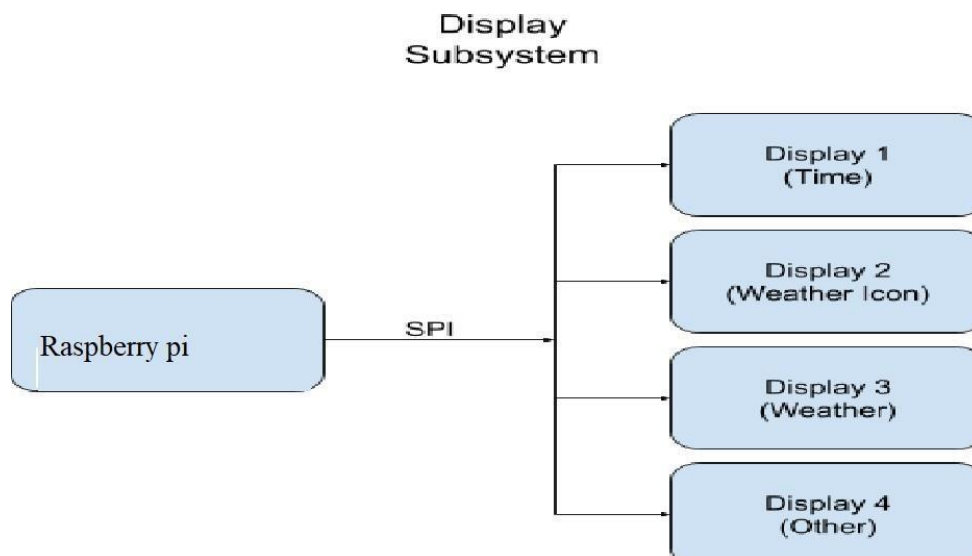 Display
Subsystem
Display 1
(Time)
Display 2
(Weather Icon)
Raspberry pi
SPI
Display 3
(Weather)
Display 4
(Other)